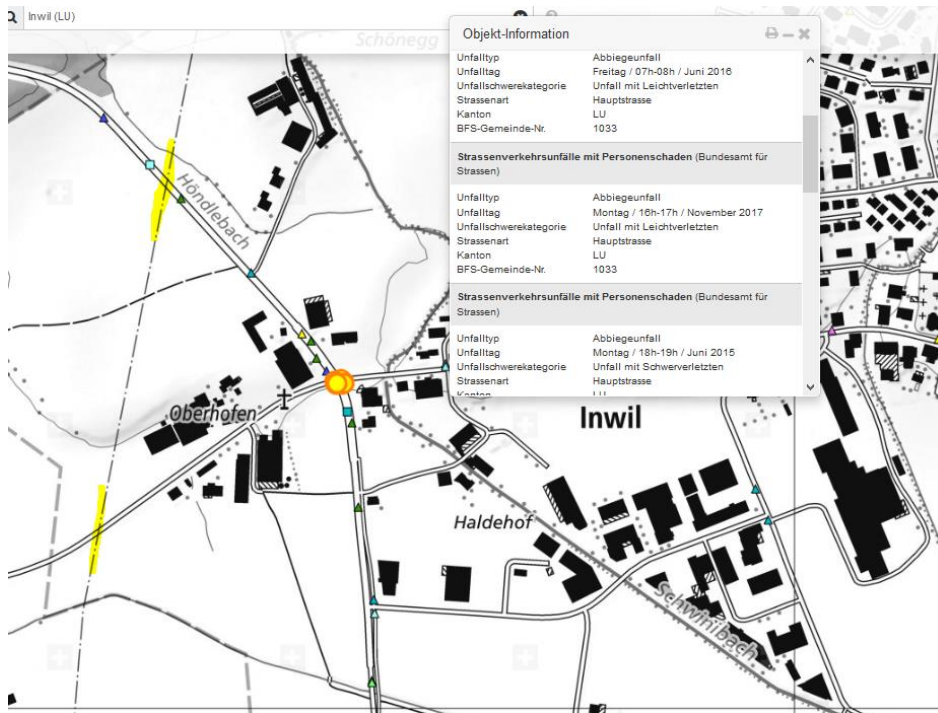 Inwil (LU)
Schönegg
Objekt-Information
Unfalltyp Abbiegeunfall
Unfalltag Freitag / 07h-08h / Juni 2016
Unfallschwerekategorie Unfall mit Leichtverletzten
Strassenart Hauptstrasse
Kanton LU
BFS-Gemeinde-Nr. 1033
Strassenverkehrsunfälle mit Personenschaden (Bundesamt für
Strassen)
Unfalltyp Abbiegeunfall
Unfalltag Montag / 16h-17h / November 2017
Unfallschwerekategorie Unfall mit Leichtverletzten
Strassenart Hauptstrasse
Kanton LU
BFS-Gemeinde-Nr. 1033
Strassenverkehrsunfälle mit Personenschaden (Bundesamt für
Strassen)
Unfalltyp Abbiegeunfall
Unfalltag Montag / 18h-19h / Juni 2015
Unfallschwerekategorie Unfall mit Schwerverletzten
Strassenart Hauptstrasse
Kanton LU
Höndlebach
Oberhofen
Inwil
Haldehof
Schwinibach